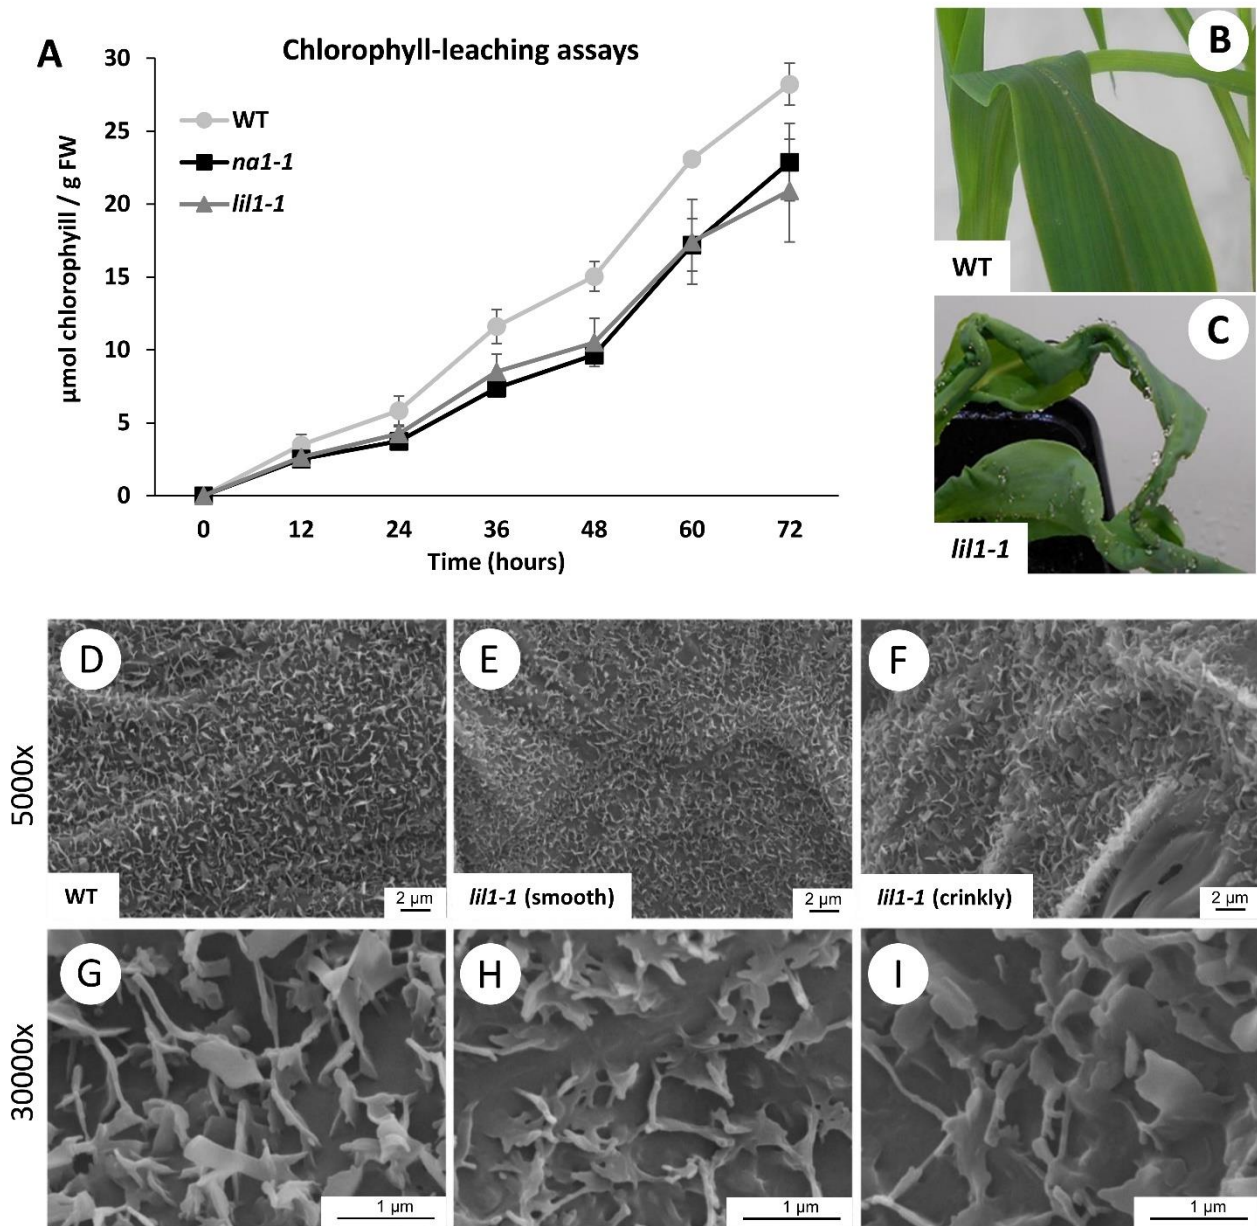 A
Chlorophyll-leaching assays
30
25
20
15
10
5
0
µmol chlorophyill / g FW
WT
na1-1
lil1-1
0 12 24 36 48 60 72
Time (hours)
B
WT
C
lil1-1
5000x
D
WT
2 µm
E
lil1-1 (smooth)
2 µm
F
lil1-1 (crinkly)
2 µm
30000x
G
1 µm
H
1 µm
I
1 µm